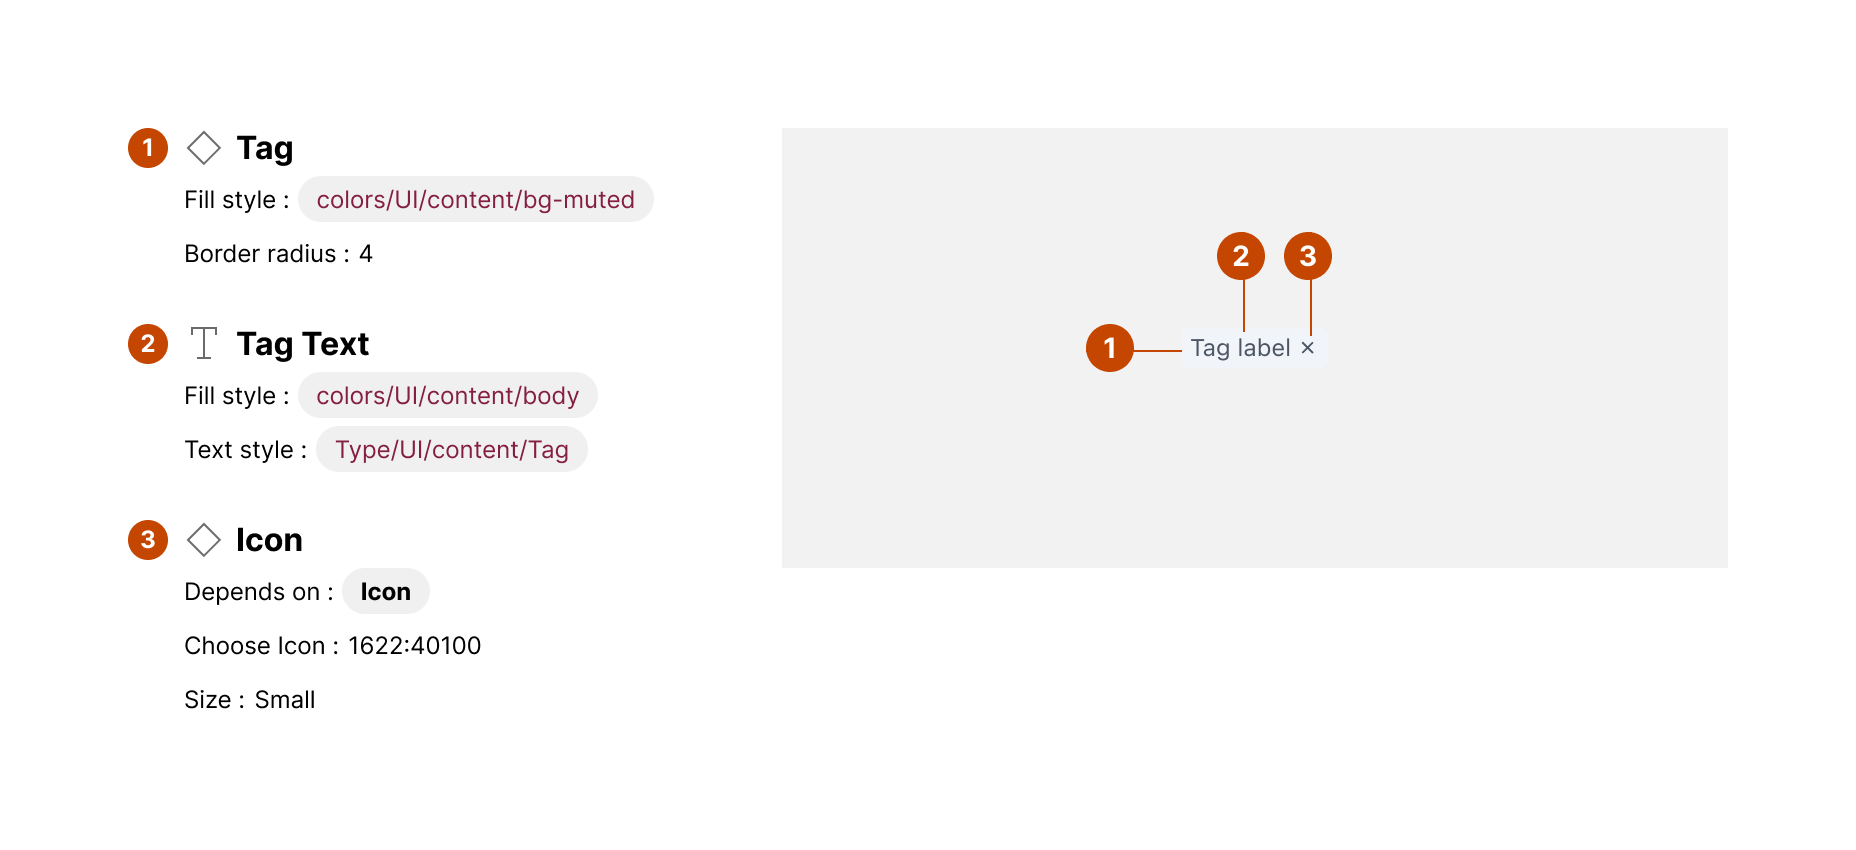 1 Tag
Fill style : colors/UI/content/bg-muted
Border radius : 4
2 Tag Text
Fill style : colors/UI/content/body
Text style : Type/UI/content/Tag
3 Icon
Depends on : Icon
Choose Icon : 1622:40100
Size : Small
2 3
1 Tag label ×